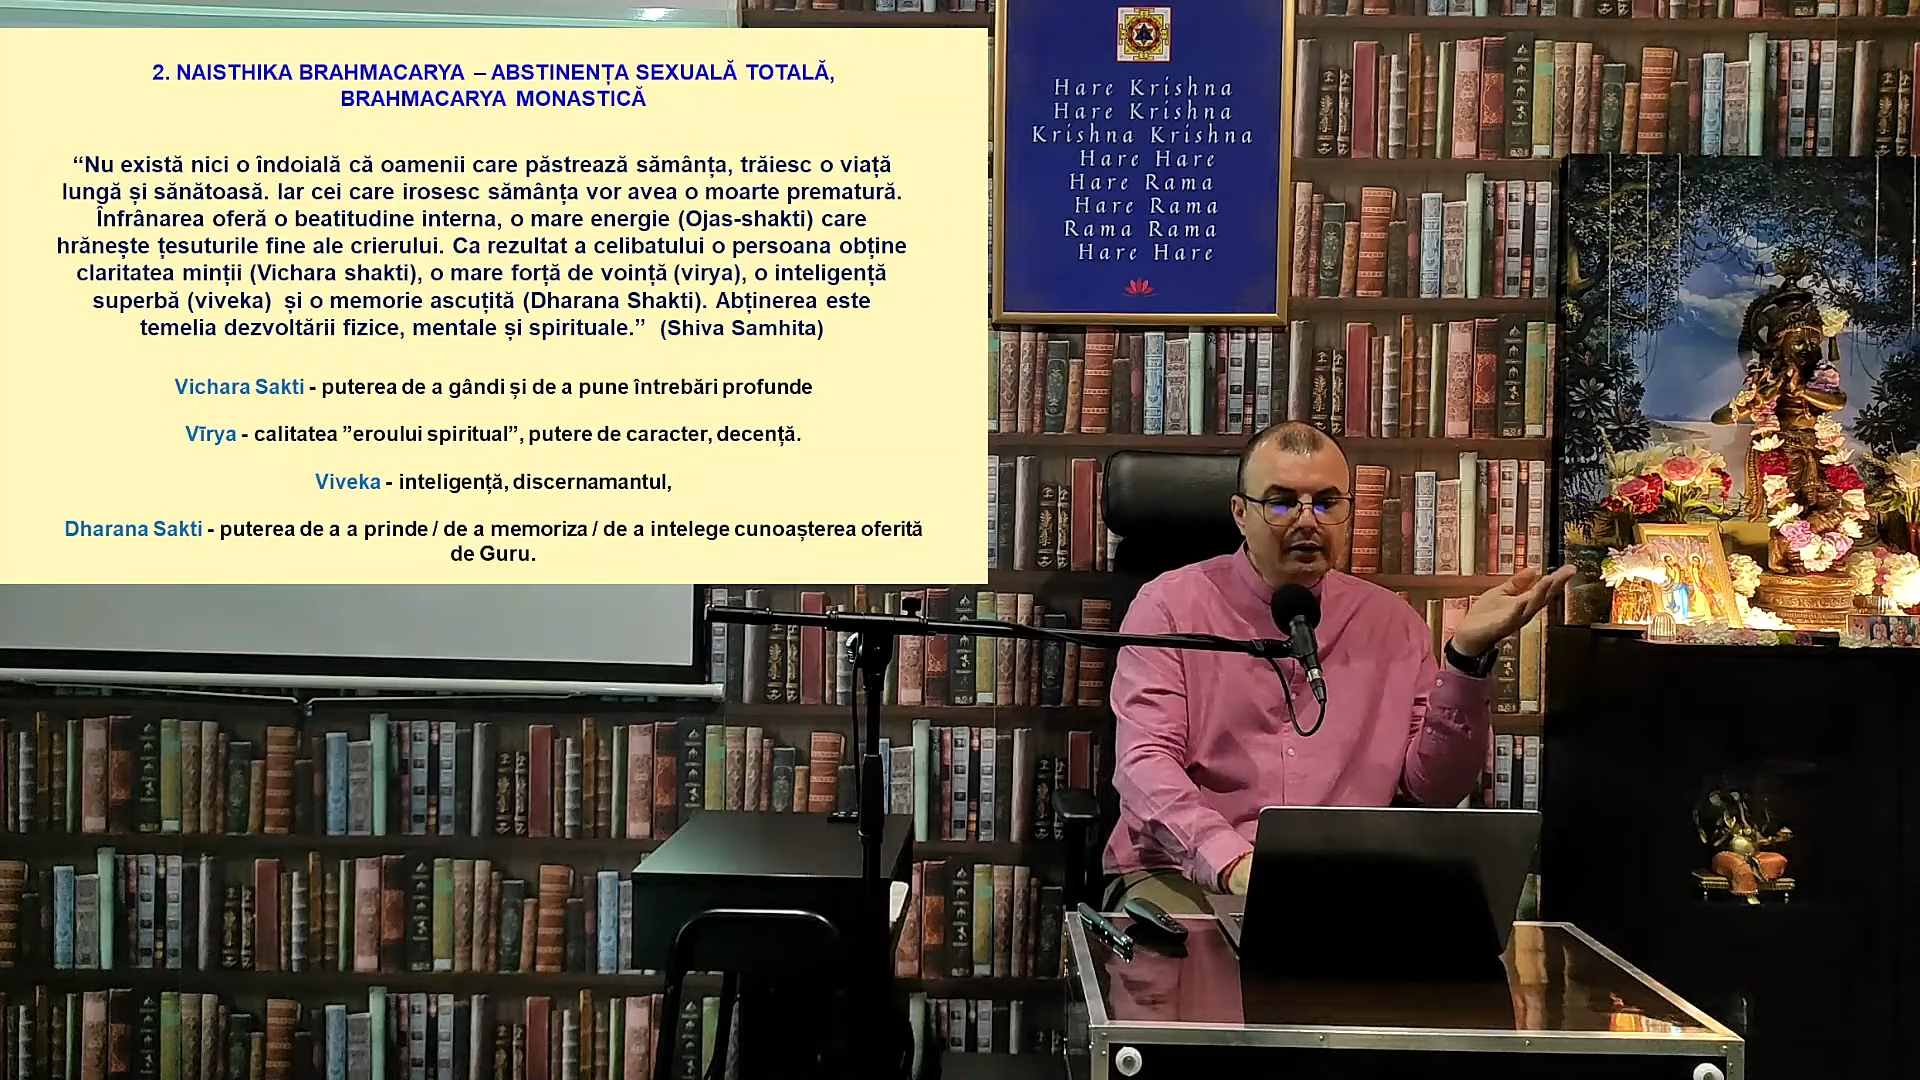 2. NAISTHIKA BRAHMACARYA – ABSTINENȚA SEXUALĂ TOTALĂ,
BRAHMACARYA MONASTICĂ
“Nu există nici o îndoială că oamenii care păstrează sămânța, trăiesc o viață
lungă și sănătoasă. Iar cei care irosesc sămânța vor avea o moarte prematură.
Înfrânarea oferă o beatitudine interna, o mare energie (Ojas-shakti) care
hrănește țesuturile fine ale crierului. Ca rezultat a celibatului o persoana obține
claritatea minții (Vichara shakti), o mare forță de voință (virya), o inteligență
superbă (viveka) și o memorie ascuțită (Dharana Shakti). Abținerea este
temelia dezvoltării fizice, mentale și spirituale.” (Shiva Samhita)
Vichara Sakti - puterea de a gândi și de a pune întrebări profunde
Vīrya - calitatea ”eroului spiritual”, putere de caracter, decență.
Viveka - inteligență, discernamantul,
Dharana Sakti - puterea de a a prinde / de a memoriza / de a intelege cunoașterea oferită
de Guru.
Hare Krishna
Hare Krishna
Krishna Krishna
Hare Hare
Hare Rama
Hare Rama
Rama Rama
Hare Hare